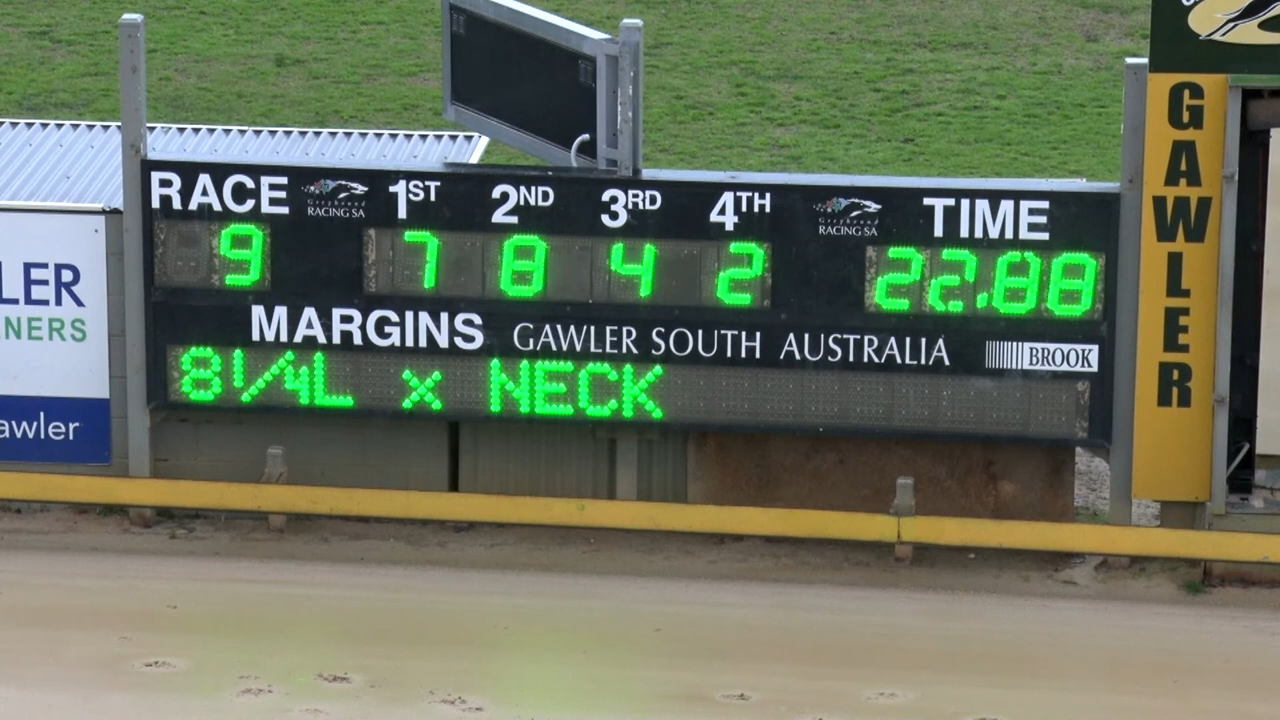 RACE 1ST 2ND 3RD 4TH TIME
Greyhound RACING SA
Greyhound RACING SA
9 7 8 4 2 22.88
MARGINS GAWLER SOUTH AUSTRALIA BROOK
8¼L x NECK
GAWLER
LER
NERS
awler